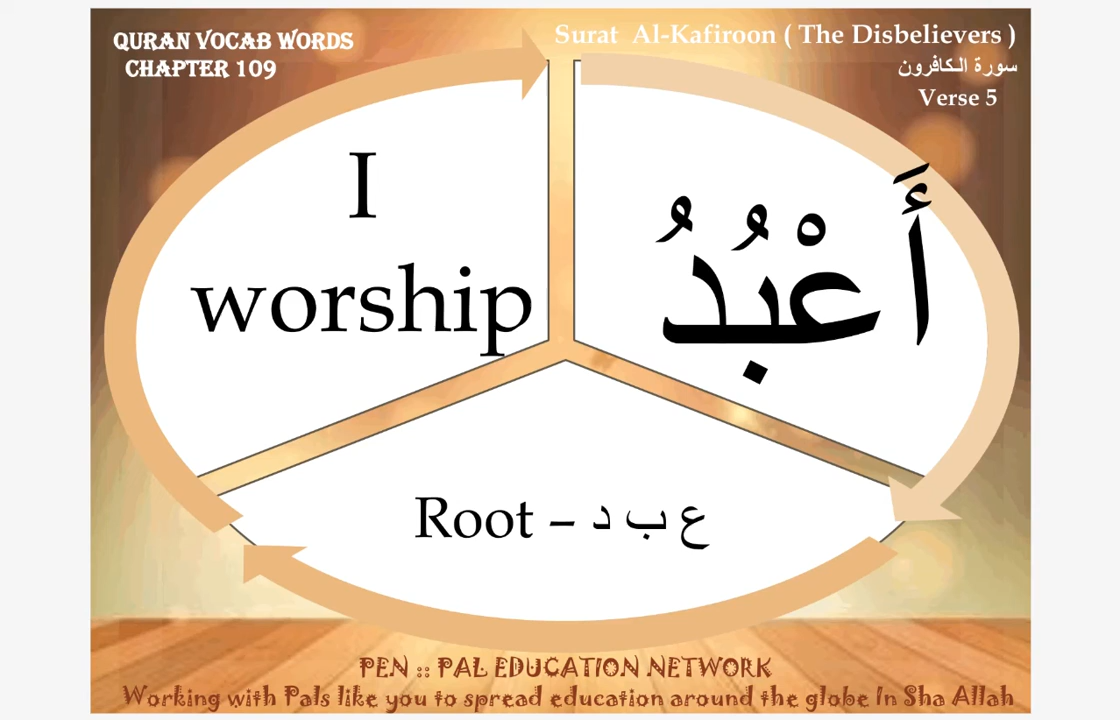 QURAN VOCAB WORDS
CHAPTER 109
Surat Al-Kafiroon ( The Disbelievers )
سورة الكافرون
Verse 5
I
worship
أَعْبُدُ
Root – ع ب د
PEN :: PAL EDUCATION NETWORK
Working with Pals like you to spread education around the globe In Sha Allah